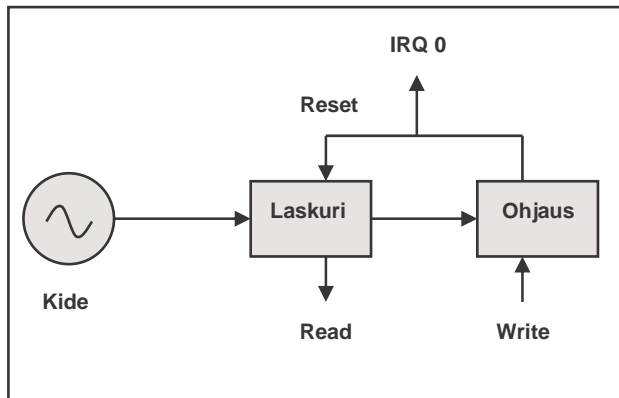 IRQ 0
Reset
Laskuri
Ohjaus
Kide
Read
Write